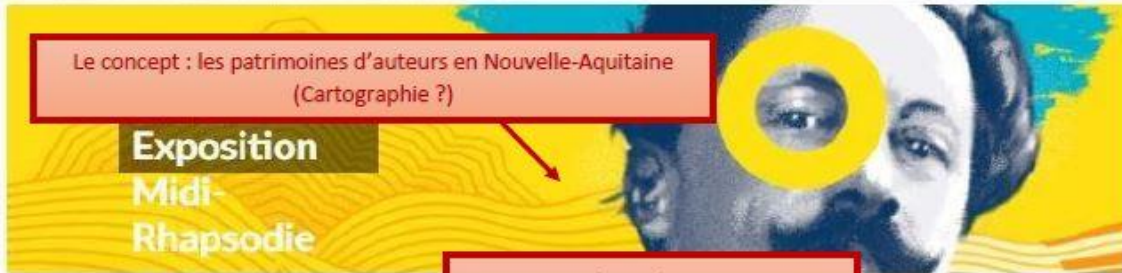 Le concept : les patrimoines d'auteurs en Nouvelle-Aquitaine
(Cartographie ?)
Exposition
Midi-
Rhapsodie